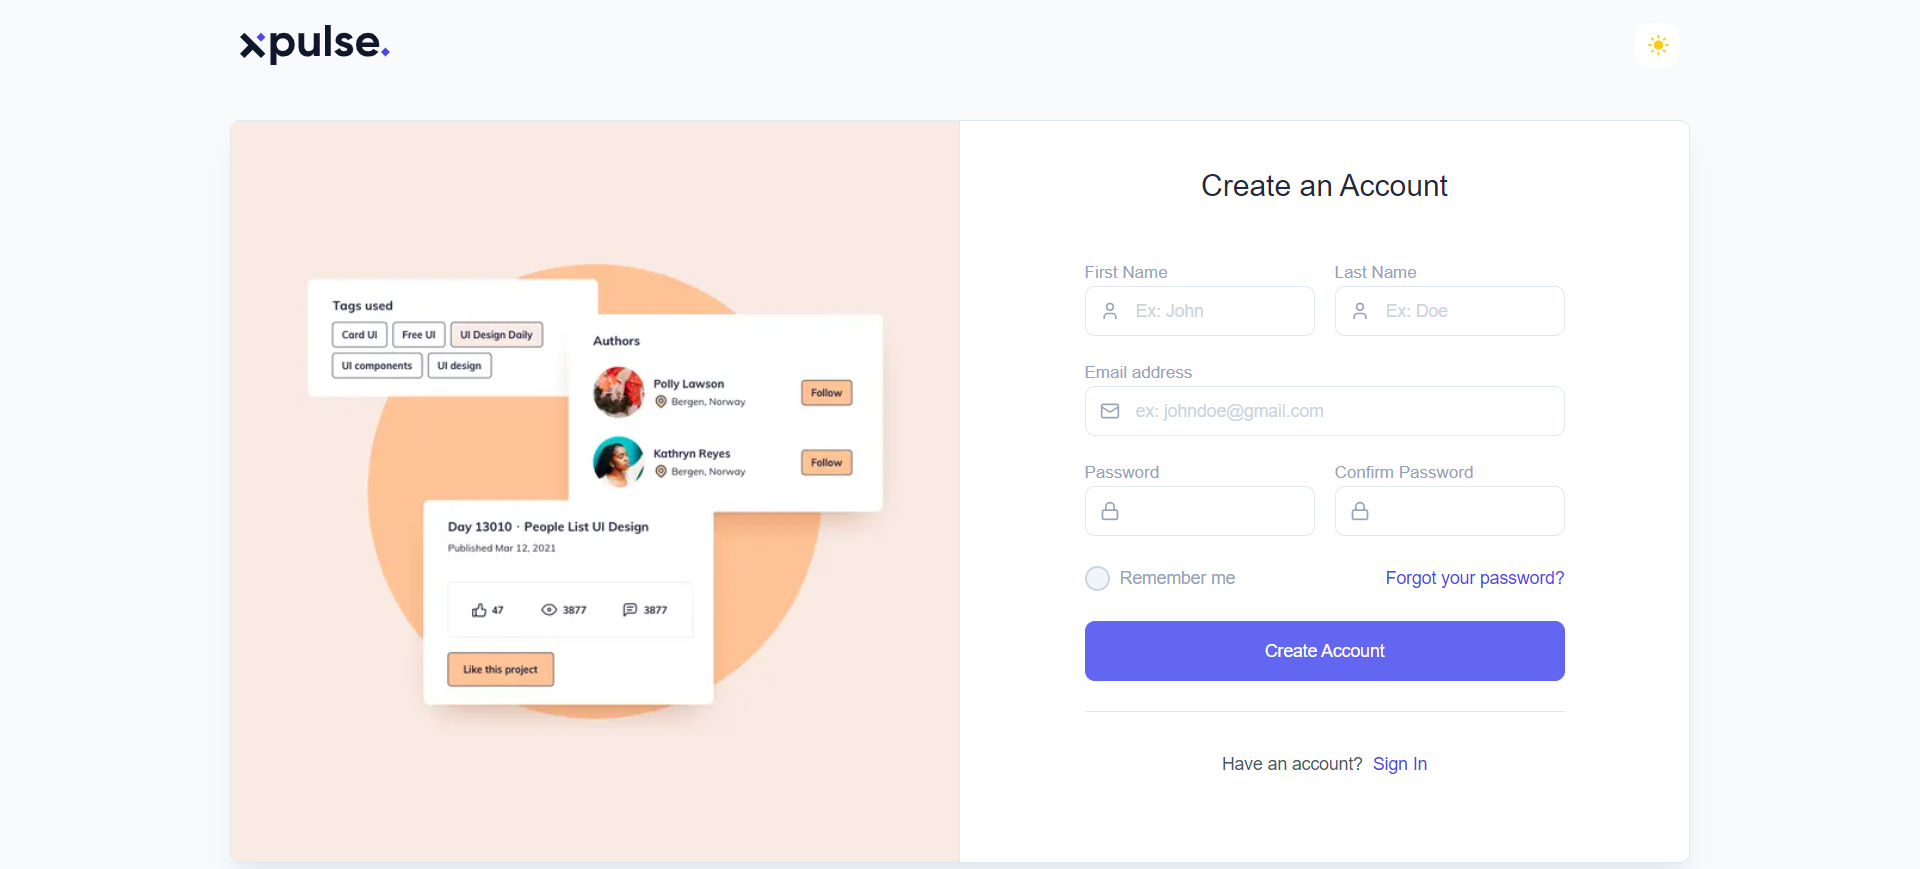 xpulse.
Tags used
Card UI Free UI UI Design Daily
UI components UI design
Authors
Polly Lawson
Bergen, Norway
Follow
Kathryn Reyes
Bergen, Norway
Follow
Day 13010 · People List UI Design
Published Mar 12, 2021
47 3877 3877
Like this project
Create an Account
First Name Last Name
Ex: John Ex: Doe
Email address
ex: johndoe@gmail.com
Password Confirm Password
Remember me Forgot your password?
Create Account
Have an account? Sign In